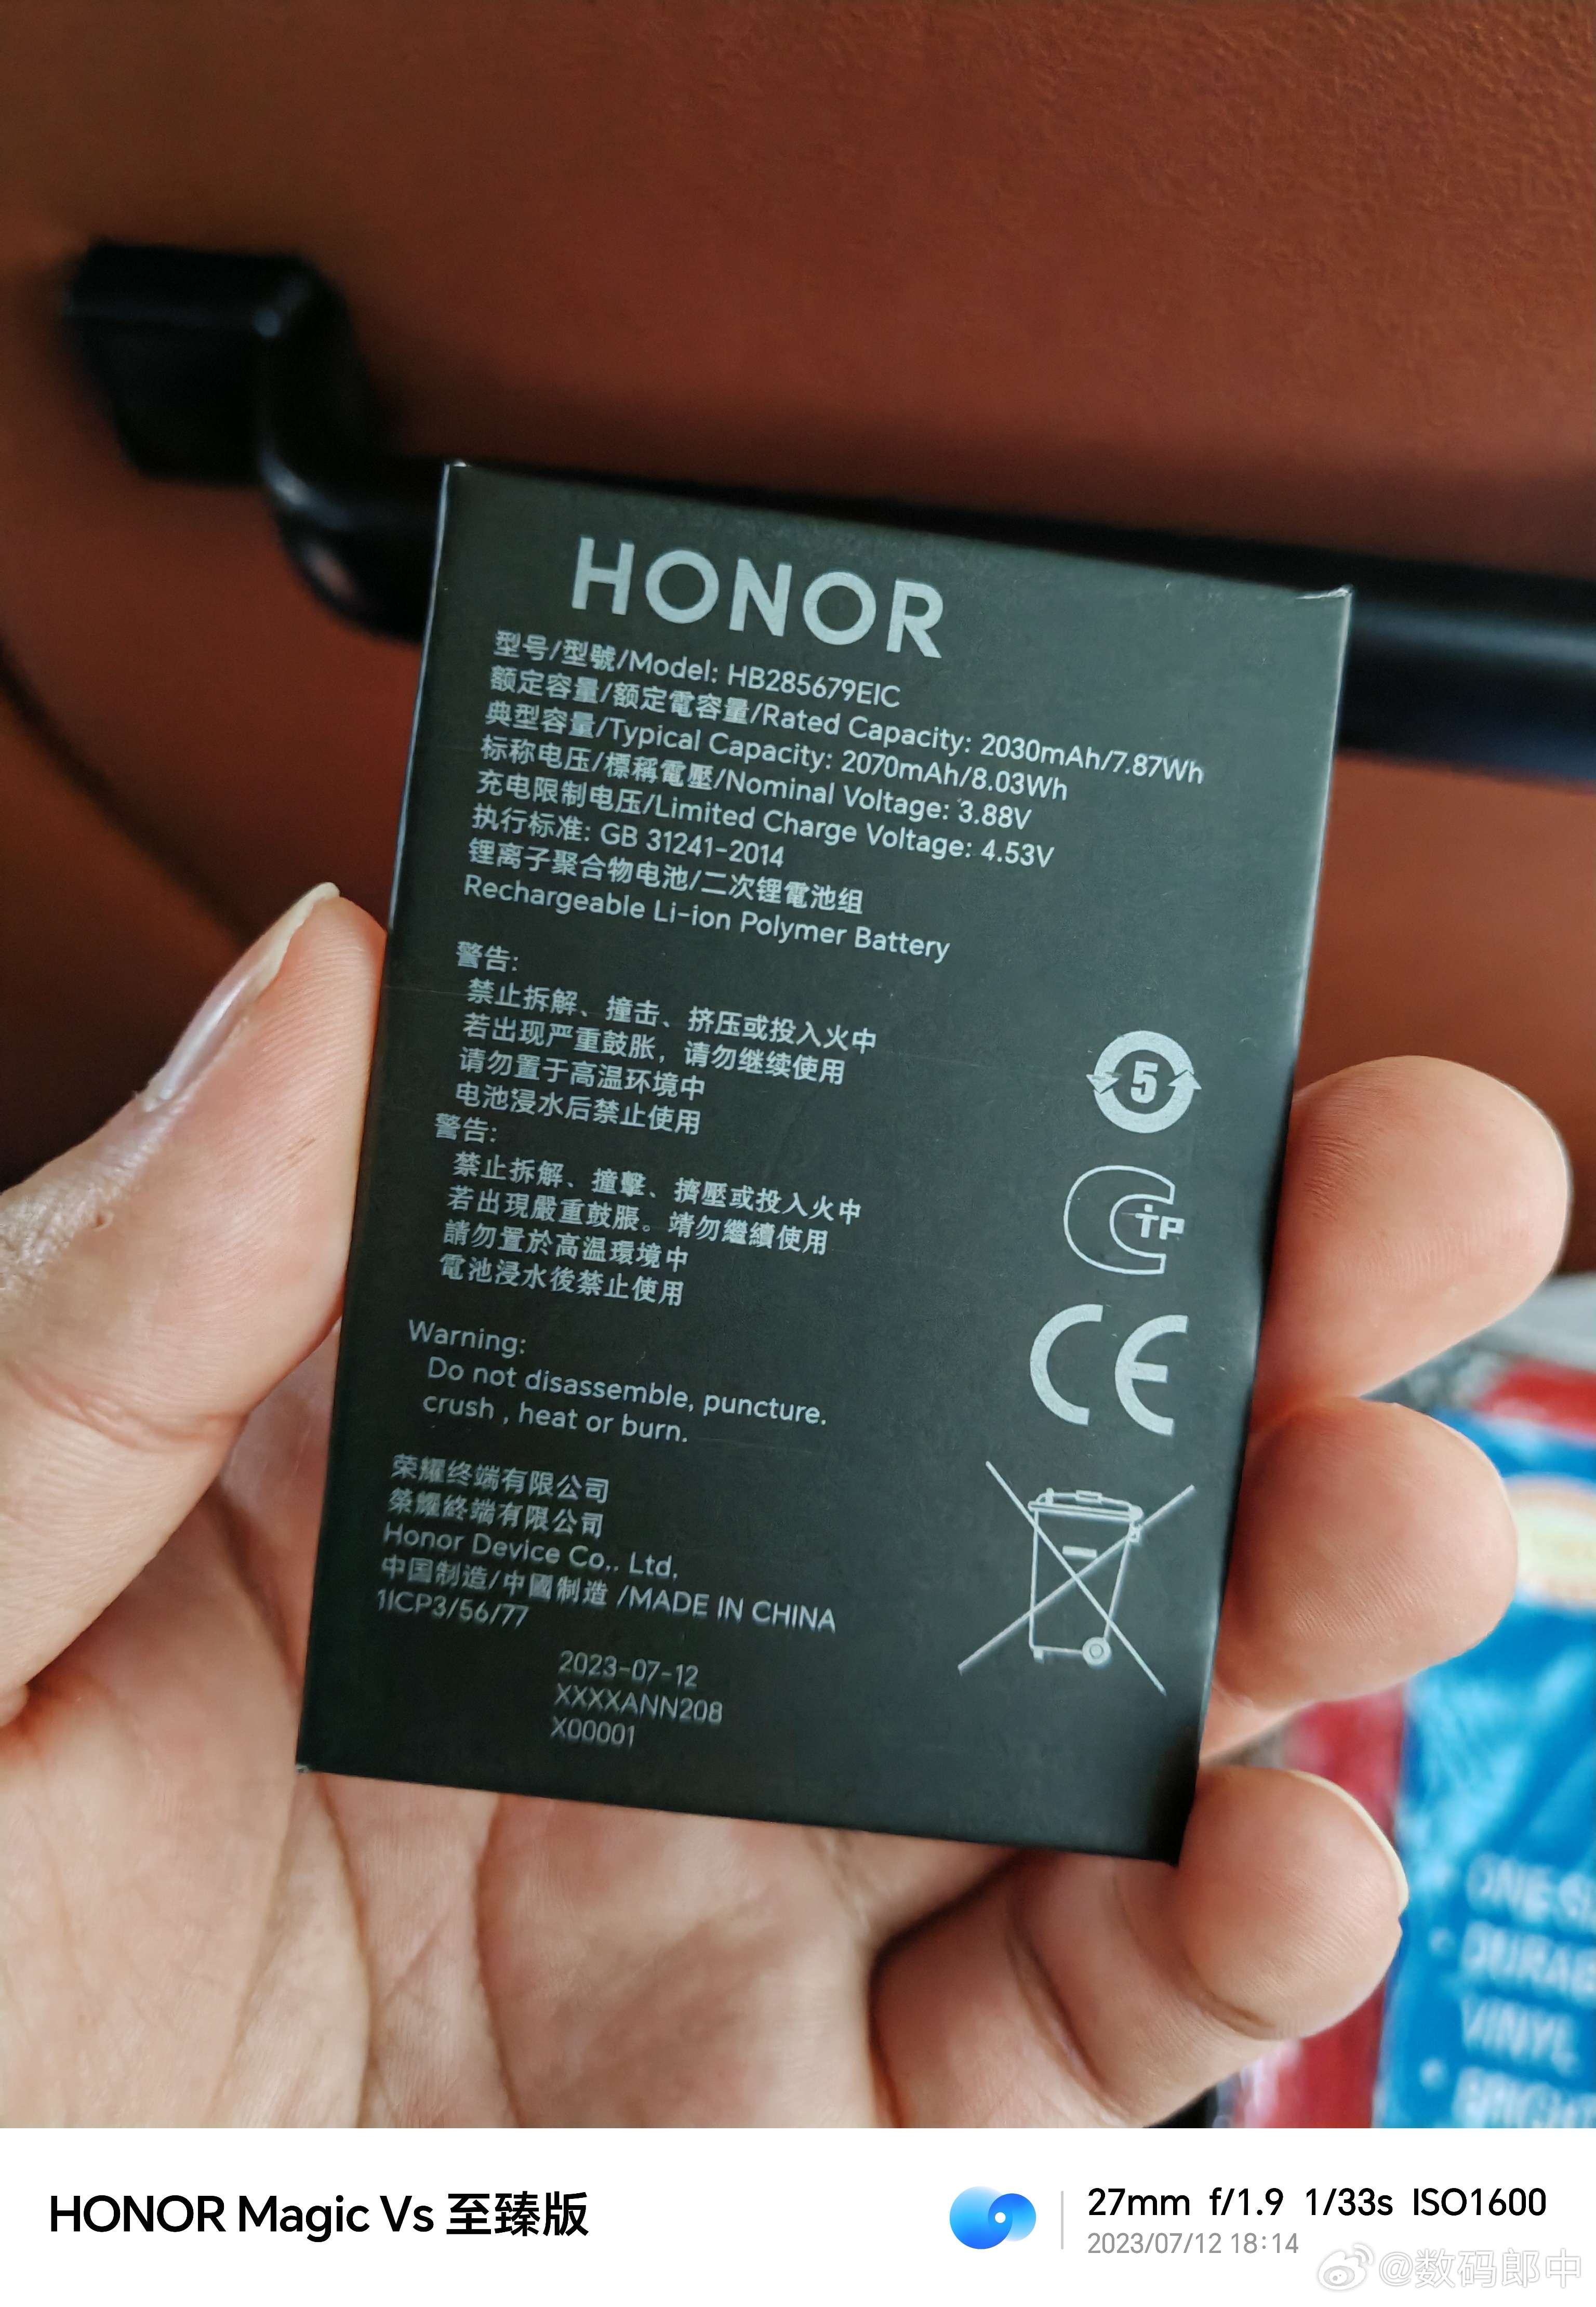 HONOR
型号/型號/Model: HB285679EIC
额定容量/额定電容量/Rated Capacity: 2030mAh/7.87Wh
典型容量/Typical Capacity: 2070mAh/8.03Wh
标称电压/標稱電壓/Nominal Voltage: 3.88V
充电限制电压/Limited Charge Voltage: 4.53V
执行标准: GB 31241-2014
锂离子聚合物电池/二次锂電池组
Rechargeable Li-ion Polymer Battery
警告:
禁止拆解、撞击、挤压或投入火中
若出现严重鼓胀，请勿继续使用
请勿置于高温环境中
电池浸水后禁止使用
警告:
禁止拆解、撞擊、擠壓或投入火中
若出現嚴重鼓脹。靖勿繼續使用
請勿置於高温環境中
電池浸水後禁止使用
Warning:
Do not disassemble, puncture.
crush , heat or burn.
荣耀终端有限公司
榮耀終端有限公司
Honor Device Co., Ltd.
中国制造/中國制造 /MADE IN CHINA
1ICP3/56/77
2023-07-12
XXXXANN208
X00001
5
TP
CE
ONE S
DURAB
VINYL
BRIGHT
HONOR Magic Vs 至臻版
27mm f/1.9 1/33s ISO1600
2023/07/12 18:14
@数码郎中